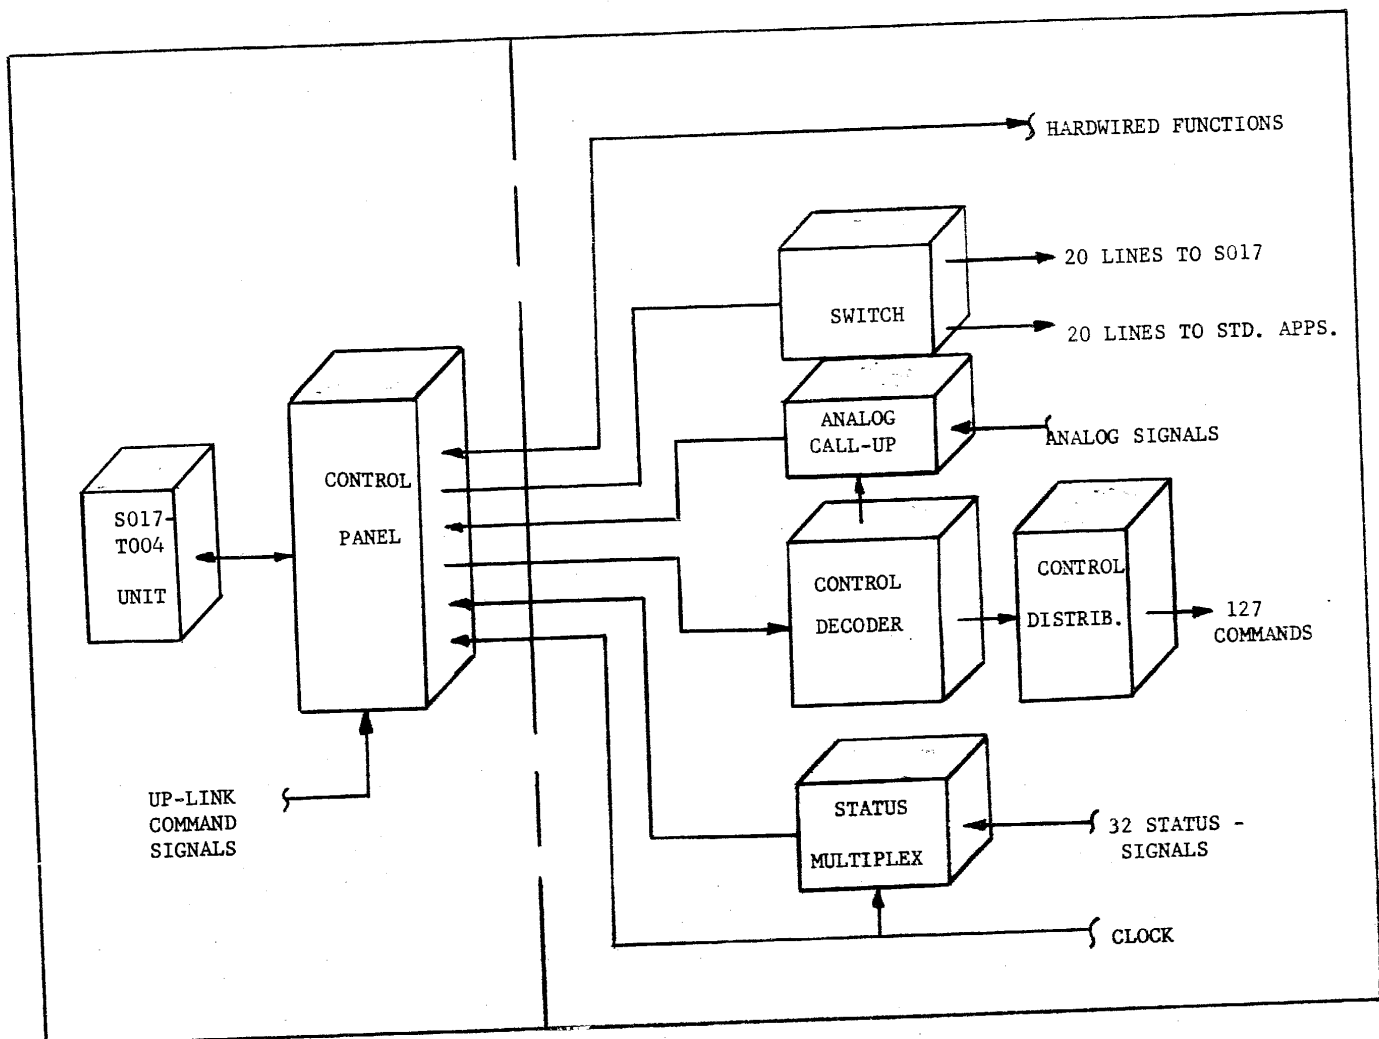 HARDWIRED FUNCTIONS
20 LINES TO S017
SWITCH
20 LINES TO STD. APPS.
ANALOG
CALL-UP
ANALOG SIGNALS
CONTROL
PANEL
S017-
T004
UNIT
CONTROL
DECODER
CONTROL
DISTRIB.
127
COMMANDS
UP-LINK
COMMAND
SIGNALS
STATUS
MULTIPLEX
32 STATUS -
SIGNALS
CLOCK